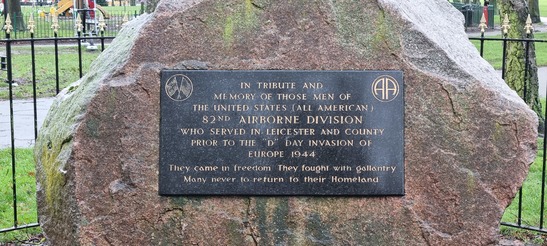 IN TRIBUTE AND
MEMORY OF THOSE MEN OF
THE UNITED STATES (ALL AMERICAN)
82ND AIRBORNE DIVISION
WHO SERVED IN LEICESTER AND COUNTY
PRIOR TO THE "D" DAY INVASION OF
EUROPE 1944
They came in freedom. They fought with gallantry
Many never to return to their Homeland
AA